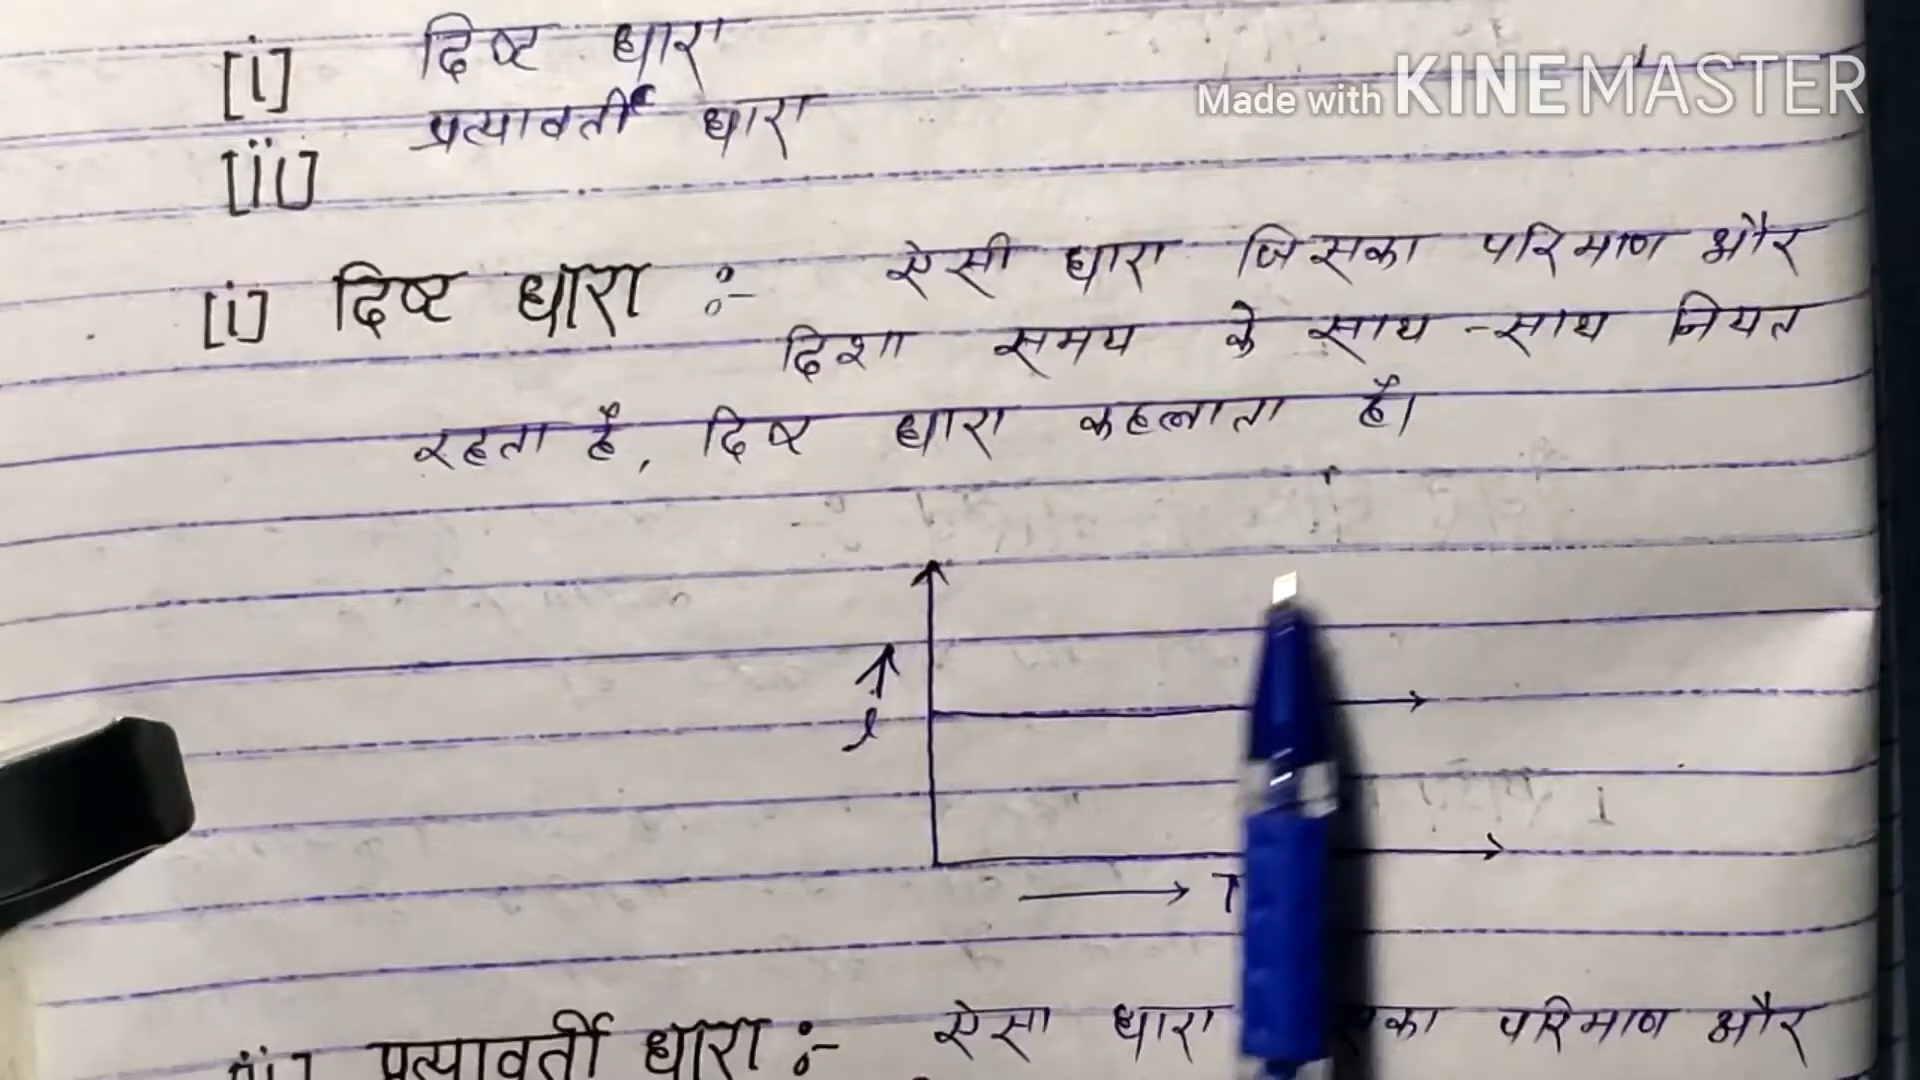 [i] दिष्ट धारा
Made with KINEMASTER
[ii] प्रत्यावर्ती धारा
[i] दिष्ट धारा :- ऐसी धारा जिसका परिमाण और
दिशा समय के साथ-साथ नियत
रहता है, दिष्ट धारा कहलाता है।
i
T
[ii] प्रत्यावर्ती धारा :- ऐसा धारा परिमाण और